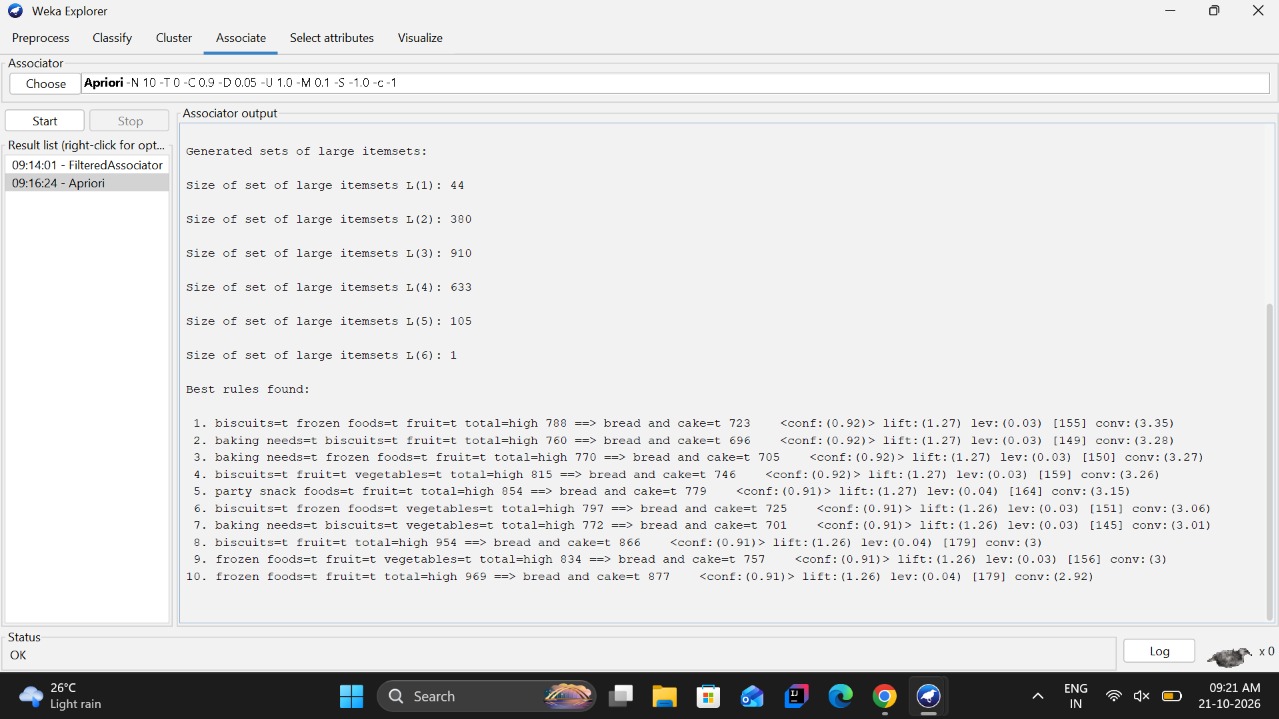 Weka Explorer
Preprocess Classify Cluster Associate Select attributes Visualize
Associator
Choose Apriori -N 10 -T 0 -C 0.9 -D 0.05 -U 1.0 -M 0.1 -S -1.0 -c -1
Start Stop
Result list (right-click for opt...
09:14:01 - FilteredAssociator
09:16:24 - Apriori
Associator output
Generated sets of large itemsets:
Size of set of large itemsets L(1): 44
Size of set of large itemsets L(2): 380
Size of set of large itemsets L(3): 910
Size of set of large itemsets L(4): 633
Size of set of large itemsets L(5): 105
Size of set of large itemsets L(6): 1
Best rules found:
1. biscuits=t frozen foods=t fruit=t total=high 788 ==> bread and cake=t 723 <conf:(0.92)> lift:(1.27) lev:(0.03) [155] conv:(3.35)
2. baking needs=t biscuits=t fruit=t total=high 760 ==> bread and cake=t 696 <conf:(0.92)> lift:(1.27) lev:(0.03) [149] conv:(3.28)
3. baking needs=t frozen foods=t fruit=t total=high 770 ==> bread and cake=t 705 <conf:(0.92)> lift:(1.27) lev:(0.03) [150] conv:(3.27)
4. biscuits=t fruit=t vegetables=t total=high 815 ==> bread and cake=t 746 <conf:(0.92)> lift:(1.27) lev:(0.03) [159] conv:(3.26)
5. party snack foods=t fruit=t total=high 854 ==> bread and cake=t 779 <conf:(0.91)> lift:(1.27) lev:(0.04) [164] conv:(3.15)
6. biscuits=t frozen foods=t vegetables=t total=high 797 ==> bread and cake=t 725 <conf:(0.91)> lift:(1.26) lev:(0.03) [151] conv:(3.06)
7. baking needs=t biscuits=t vegetables=t total=high 772 ==> bread and cake=t 701 <conf:(0.91)> lift:(1.26) lev:(0.03) [145] conv:(3.01)
8. biscuits=t fruit=t total=high 954 ==> bread and cake=t 866 <conf:(0.91)> lift:(1.26) lev:(0.04) [179] conv:(3)
9. frozen foods=t fruit=t vegetables=t total=high 834 ==> bread and cake=t 757 <conf:(0.91)> lift:(1.26) lev:(0.03) [156] conv:(3)
10. frozen foods=t fruit=t total=high 969 ==> bread and cake=t 877 <conf:(0.91)> lift:(1.26) lev:(0.04) [179] conv:(2.92)
Status
OK
Log
x 0
26°C
Light rain
Search
ENG
IN
09:21 AM
21-10-2026